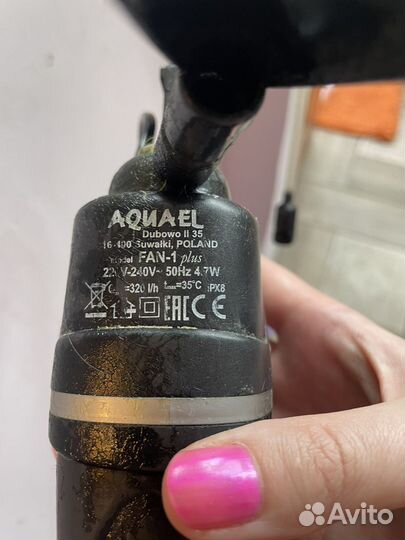 AQUAEL
Dubowo II 35
16-400 Suwałki, POLAND
model FAN-1 plus
220V-240V~ 50Hz 4.7W
=320 l/h tmax=35°C IPX8
EAC CE
Avito